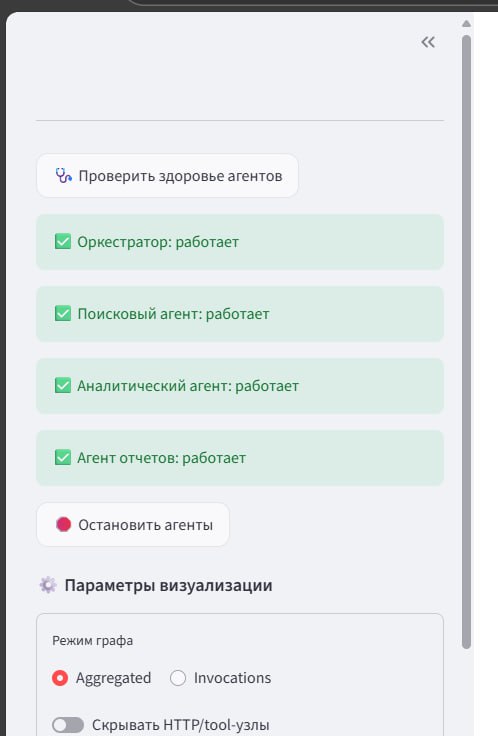 Проверить здоровье агентов
Оркестратор: работает
Поисковый агент: работает
Аналитический агент: работает
Агент отчетов: работает
Остановить агенты
Параметры визуализации
Режим графа
Aggregated Invocations
Скрывать HTTP/tool-узлы